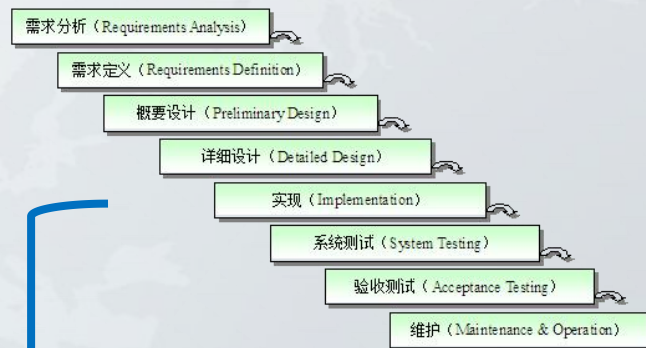 需求分析（Requirements Analysis）
需求定义（Requirements Definition）
概要设计（Preliminary Design）
详细设计（Detailed Design）
实现（Implementation）
系统测试（System Testing）
验收测试（Acceptance Testing）
维护（Maintenance & Operation）